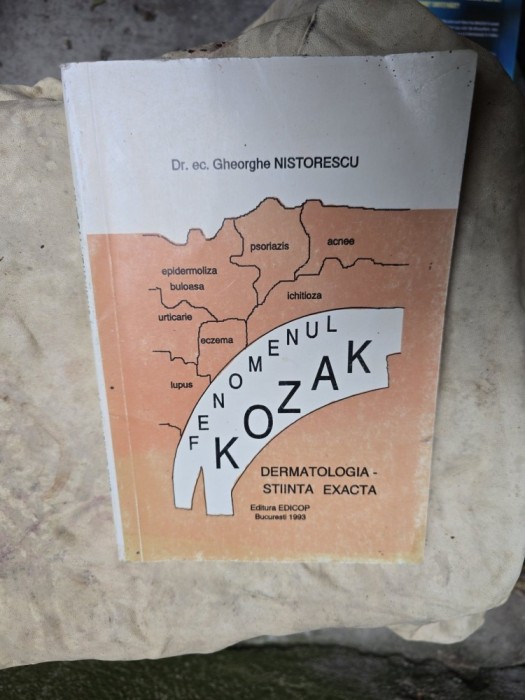 Dr. ec. Gheorghe NISTORESCU
psoriazis
acnee
epidermoliza
buloasa
ichitioza
urticarie
eczema
lupus
FENOMENUL
KOZAK
DERMATOLOGIA -
STIINTA EXACTA
Editura EDICOP
Bucuresti 1993